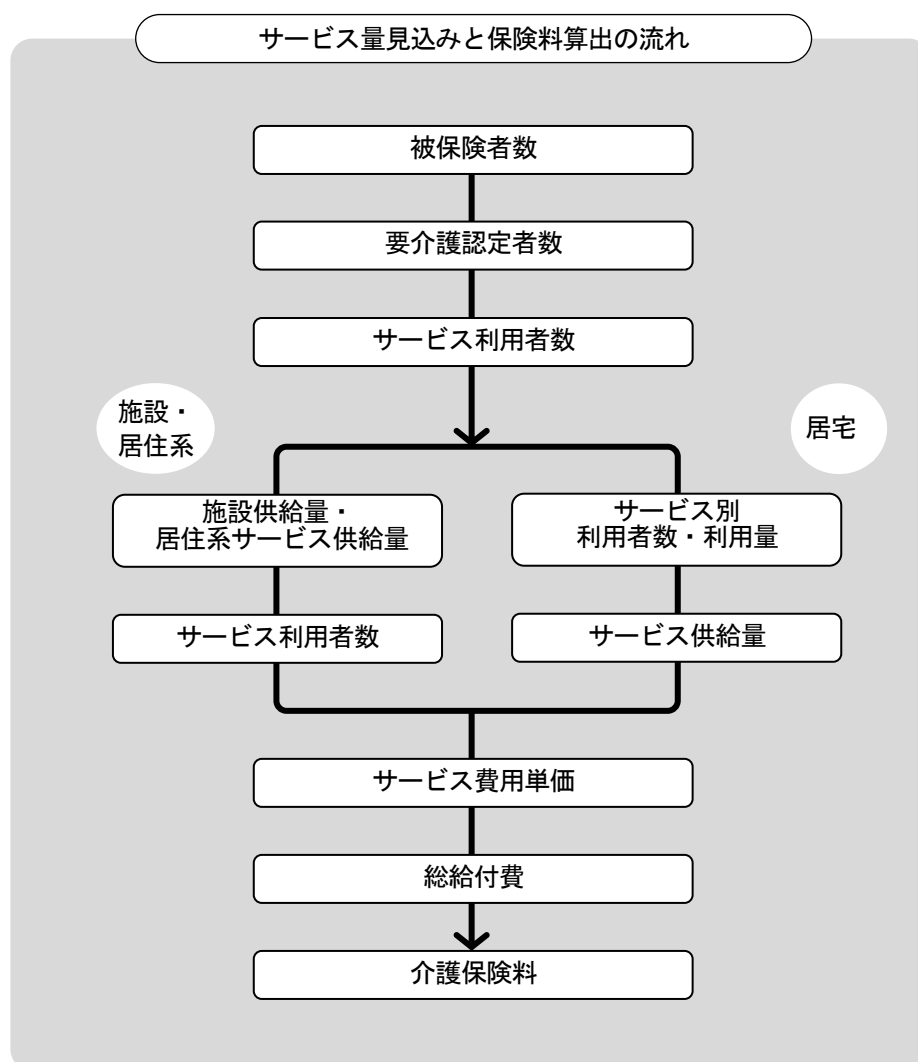 サービス量見込みと保険料算出の流れ
被保険者数
要介護認定者数
サービス利用者数
施設・
居住系
居宅
施設供給量・
居住系サービス供給量
サービス別
利用者数・利用量
サービス利用者数
サービス供給量
サービス費用単価
総給付費
介護保険料